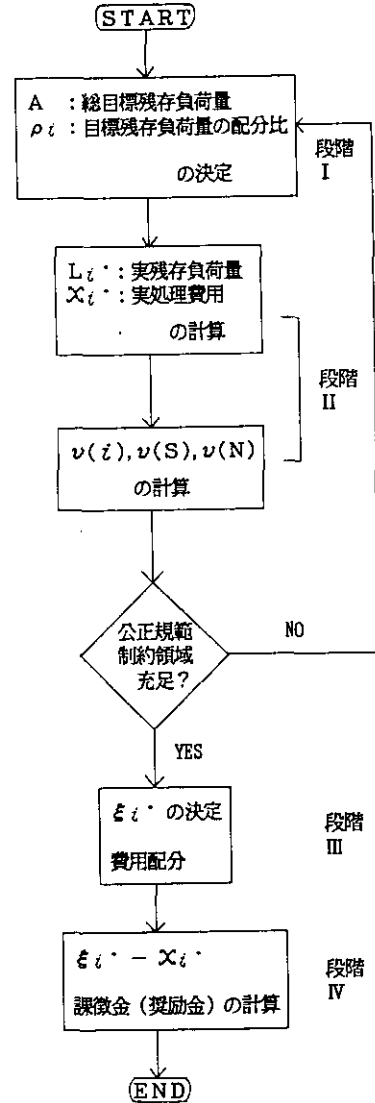 START
A : 総目標残存負荷量
ρi : 目標残存負荷量の配分比
の決定
段階
I
Li* : 実残存負荷量
Xi* : 実処理費用
の計算
段階
II
ν(i), ν(S), ν(N)
の計算
公正規範
制約領域
充足?
NO
YES
ξi* の決定
費用配分
段階
III
ξi* − Xi*
課徴金(奨励金)の計算
段階
IV
END